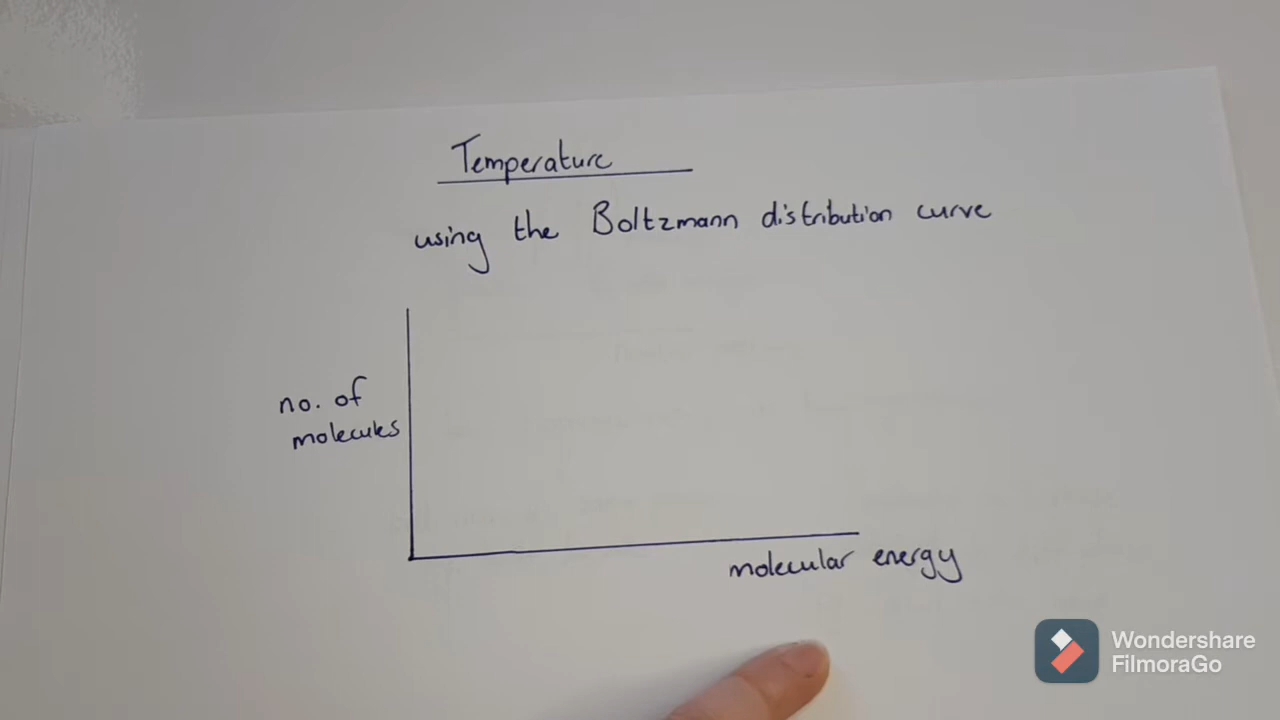 Temperature
using the Boltzmann distribution curve
no. of
molecules
molecular energy
Wondershare
FilmoraGo